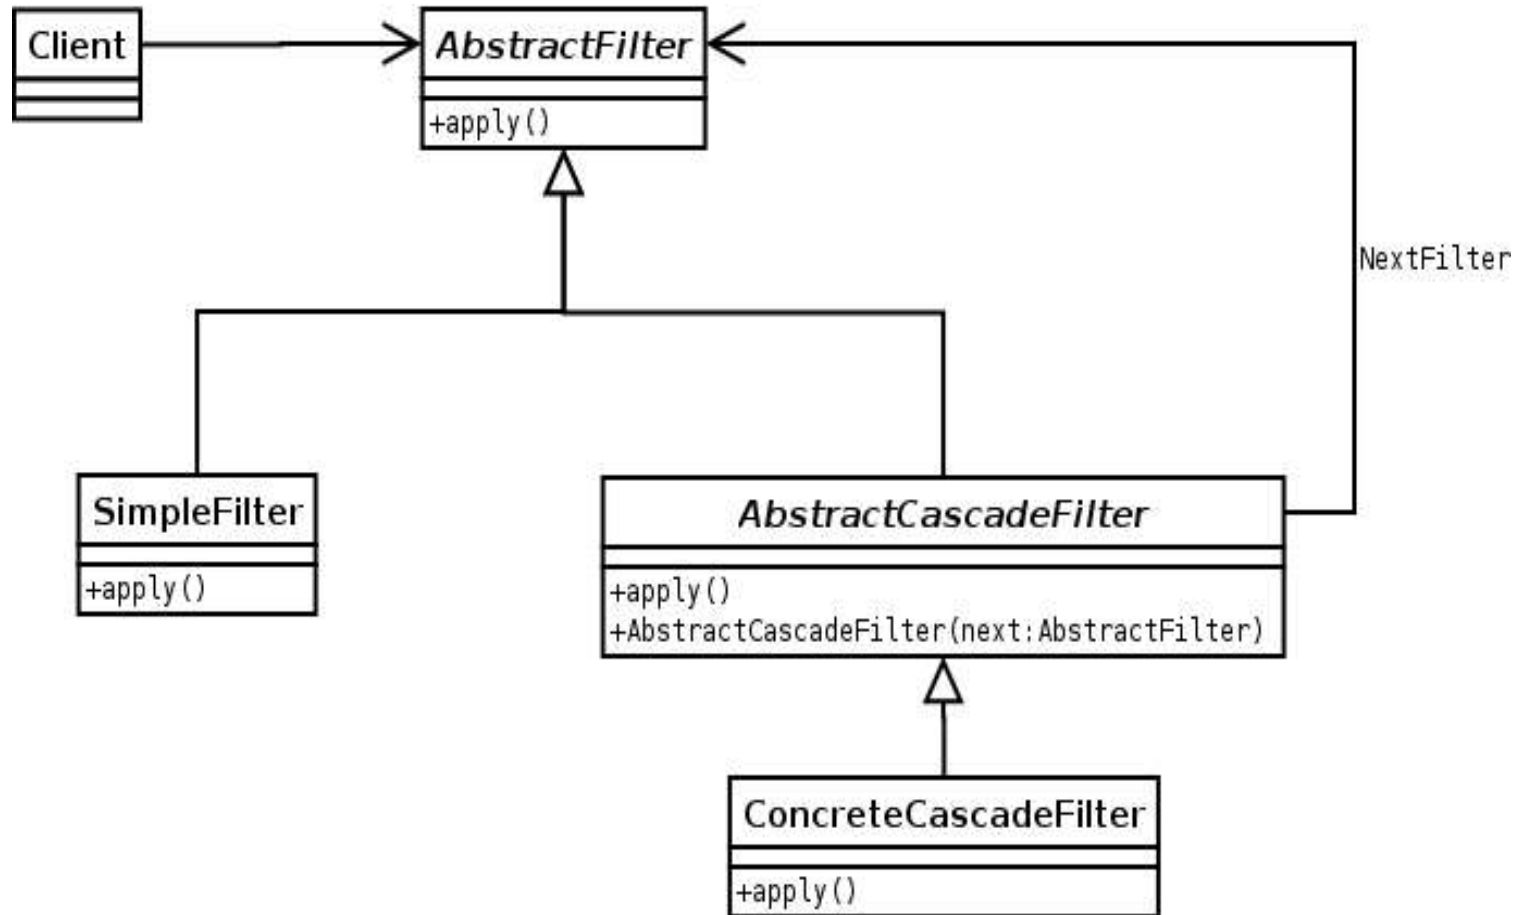 Client
AbstractFilter
+apply()
NextFilter
SimpleFilter
+apply()
AbstractCascadeFilter
+apply()
+AbstractCascadeFilter(next:AbstractFilter)
ConcreteCascadeFilter
+apply()